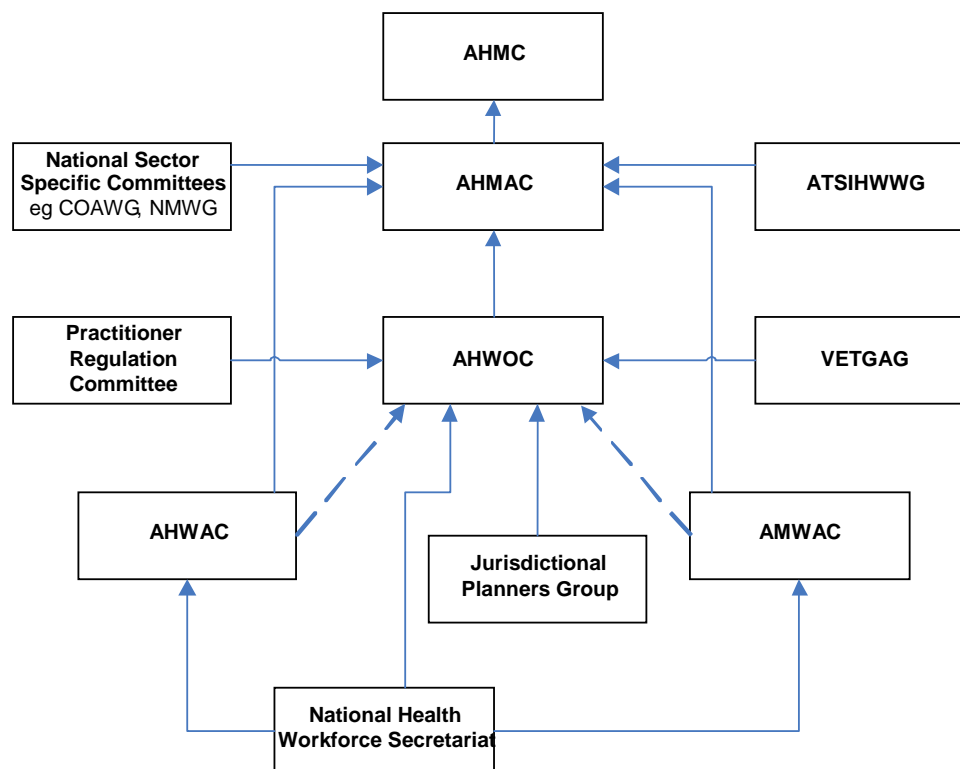 AHMC
National Sector
Specific Committees
eg COAWG, NMWG
AHMAC
ATSIHWWG
Practitioner
Regulation
Committee
AHWOC
VETGAG
AHWAC
Jurisdictional
Planners Group
AMWAC
National Health
Workforce Secretariat